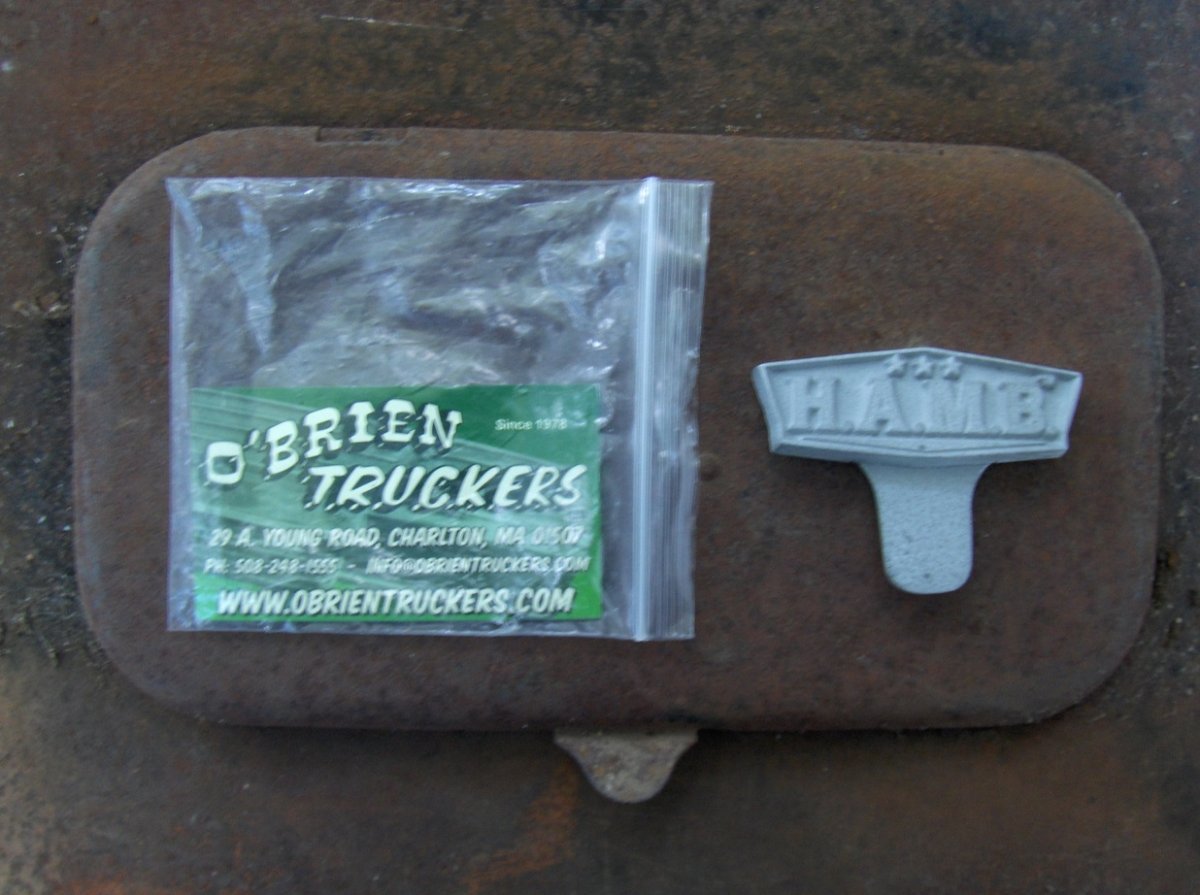 O'BRIEN
Since 1978
TRUCKERS
29 A. YOUNG ROAD, CHARLTON, MA 01507
PH: 508-248-1555 - INFO@OBRIENTRUCKERS.COM
WWW.OBRIENTRUCKERS.COM
H.A.M.B.